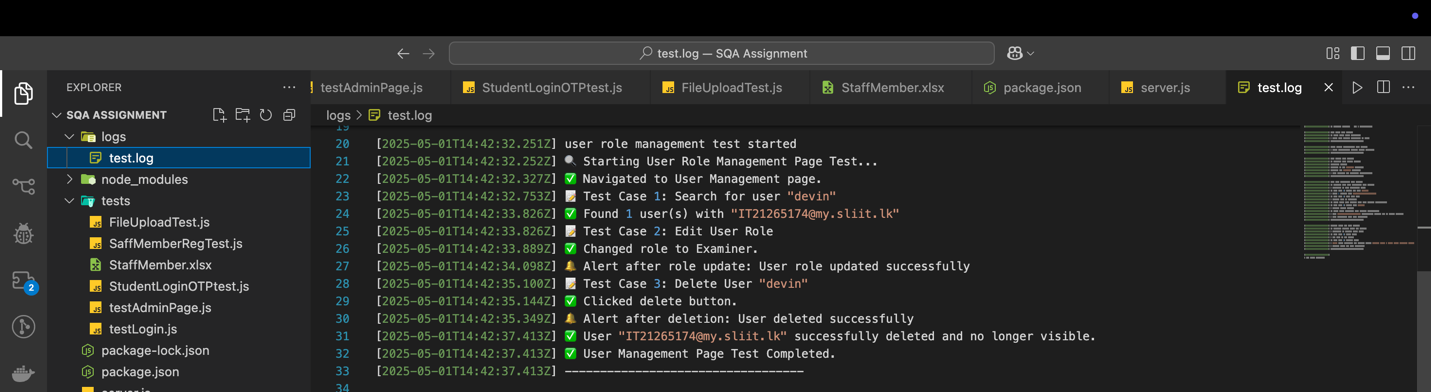 test.log — SQA Assignment
EXPLORER
testAdminPage.js
StudentLoginOTPtest.js
FileUploadTest.js
StaffMember.xlsx
package.json
server.js
test.log
SQA ASSIGNMENT
logs
test.log
node_modules
tests
FileUploadTest.js
SaffMemberRegTest.js
StaffMember.xlsx
StudentLoginOTPtest.js
testAdminPage.js
testLogin.js
package-lock.json
package.json
server.js
2
logs > test.log
19
20 [2025-05-01T14:42:32.251Z] user role management test started
21 [2025-05-01T14:42:32.252Z] 🔍 Starting User Role Management Page Test...
22 [2025-05-01T14:42:32.327Z] ✅ Navigated to User Management page.
23 [2025-05-01T14:42:32.753Z] 📝 Test Case 1: Search for user "devin"
24 [2025-05-01T14:42:33.826Z] ✅ Found 1 user(s) with "IT21265174@my.sliit.lk"
25 [2025-05-01T14:42:33.826Z] 📝 Test Case 2: Edit User Role
26 [2025-05-01T14:42:33.889Z] ✅ Changed role to Examiner.
27 [2025-05-01T14:42:34.098Z] 🔔 Alert after role update: User role updated successfully
28 [2025-05-01T14:42:35.100Z] 📝 Test Case 3: Delete User "devin"
29 [2025-05-01T14:42:35.144Z] ✅ Clicked delete button.
30 [2025-05-01T14:42:35.349Z] 🔔 Alert after deletion: User deleted successfully
31 [2025-05-01T14:42:37.413Z] ✅ User "IT21265174@my.sliit.lk" successfully deleted and no longer visible.
32 [2025-05-01T14:42:37.413Z] ✅ User Management Page Test Completed.
33 [2025-05-01T14:42:37.413Z] ----------------------------------
34